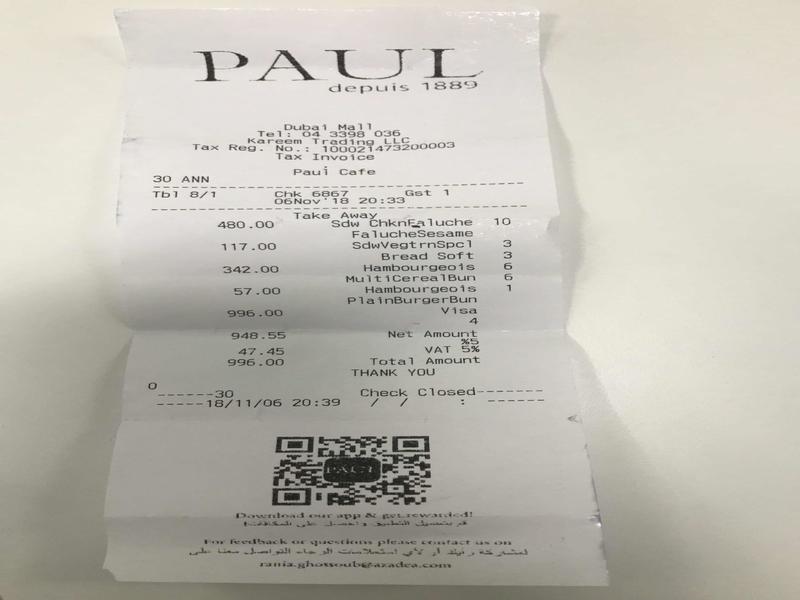 PAUL
depuis 1889
Dubai Mall
Tel: 04 3398 036
Kareem Trading LLC
Tax Reg. No.: 100021473200003
Tax Invoice
Paul Cafe
30 ANN
Tbl 8/1 Chk 6867 Gst 1
06Nov'18 20:33
Take Away
480.00 Sdw ChknFaluche 10
FalucheSesame
117.00 SdwVegtrnSpcl 3
Bread Soft 3
342.00 Hambourgeois 6
MultiCerealBun 6
57.00 Hambourgeois 1
PlainBurgerBun
996.00 Visa
4
948.55 Net Amount
%5
47.45 VAT 5%
996.00 Total Amount
THANK YOU
0
------30 Check Closed-------
-----18/11/06 20:39 / / : ------
PAUL
Download our app & get rewarded!
قم بتحميل التطبيق واحصل على المكافآت!
For feedback or questions please contact us on
لمشاركة رأيك أو لأي استعلامات الرجاء التواصل معنا على
rania.ghossoub@azadea.com